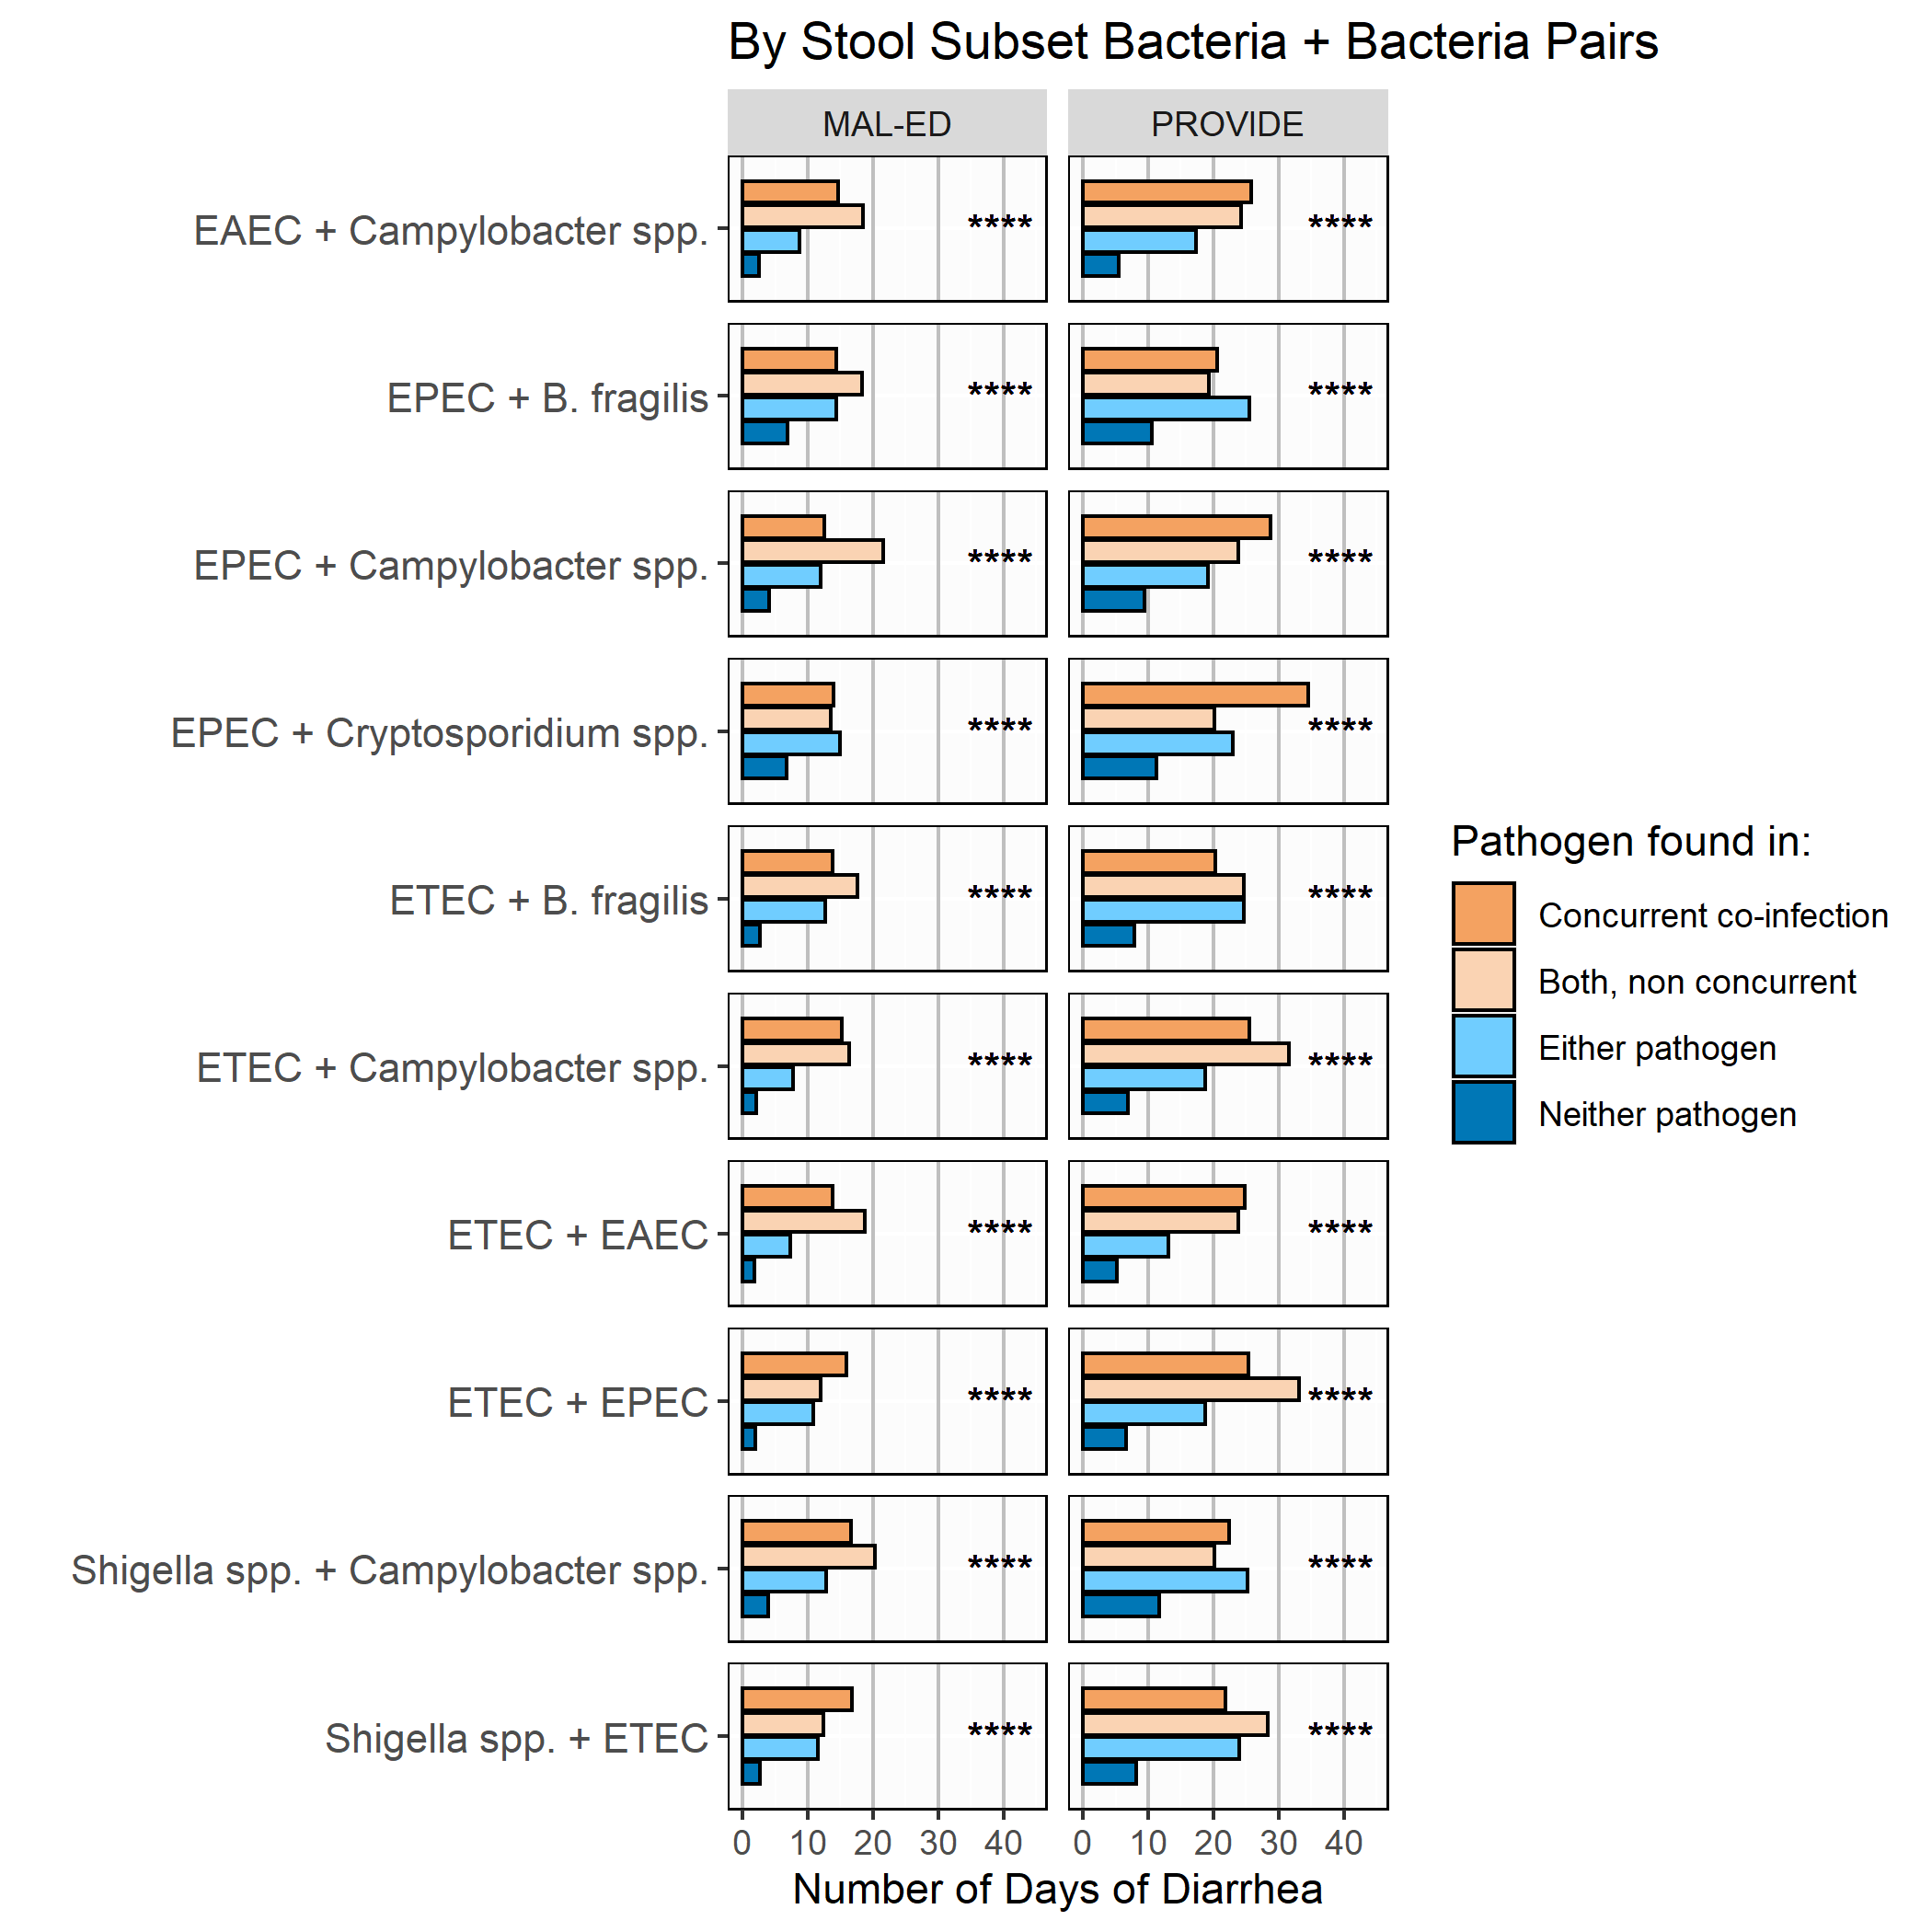 By Stool Subset Bacteria + Bacteria Pairs
MAL-ED PROVIDE
EAEC + Campylobacter spp. **** ****
EPEC + B. fragilis **** ****
EPEC + Campylobacter spp. **** ****
EPEC + Cryptosporidium spp. **** ****
ETEC + B. fragilis **** ****
ETEC + Campylobacter spp. **** ****
ETEC + EAEC **** ****
ETEC + EPEC **** ****
Shigella spp. + Campylobacter spp. **** ****
Shigella spp. + ETEC **** ****
0 10 20 30 40 0 10 20 30 40
Number of Days of Diarrhea
Pathogen found in:
Concurrent co-infection
Both, non concurrent
Either pathogen
Neither pathogen